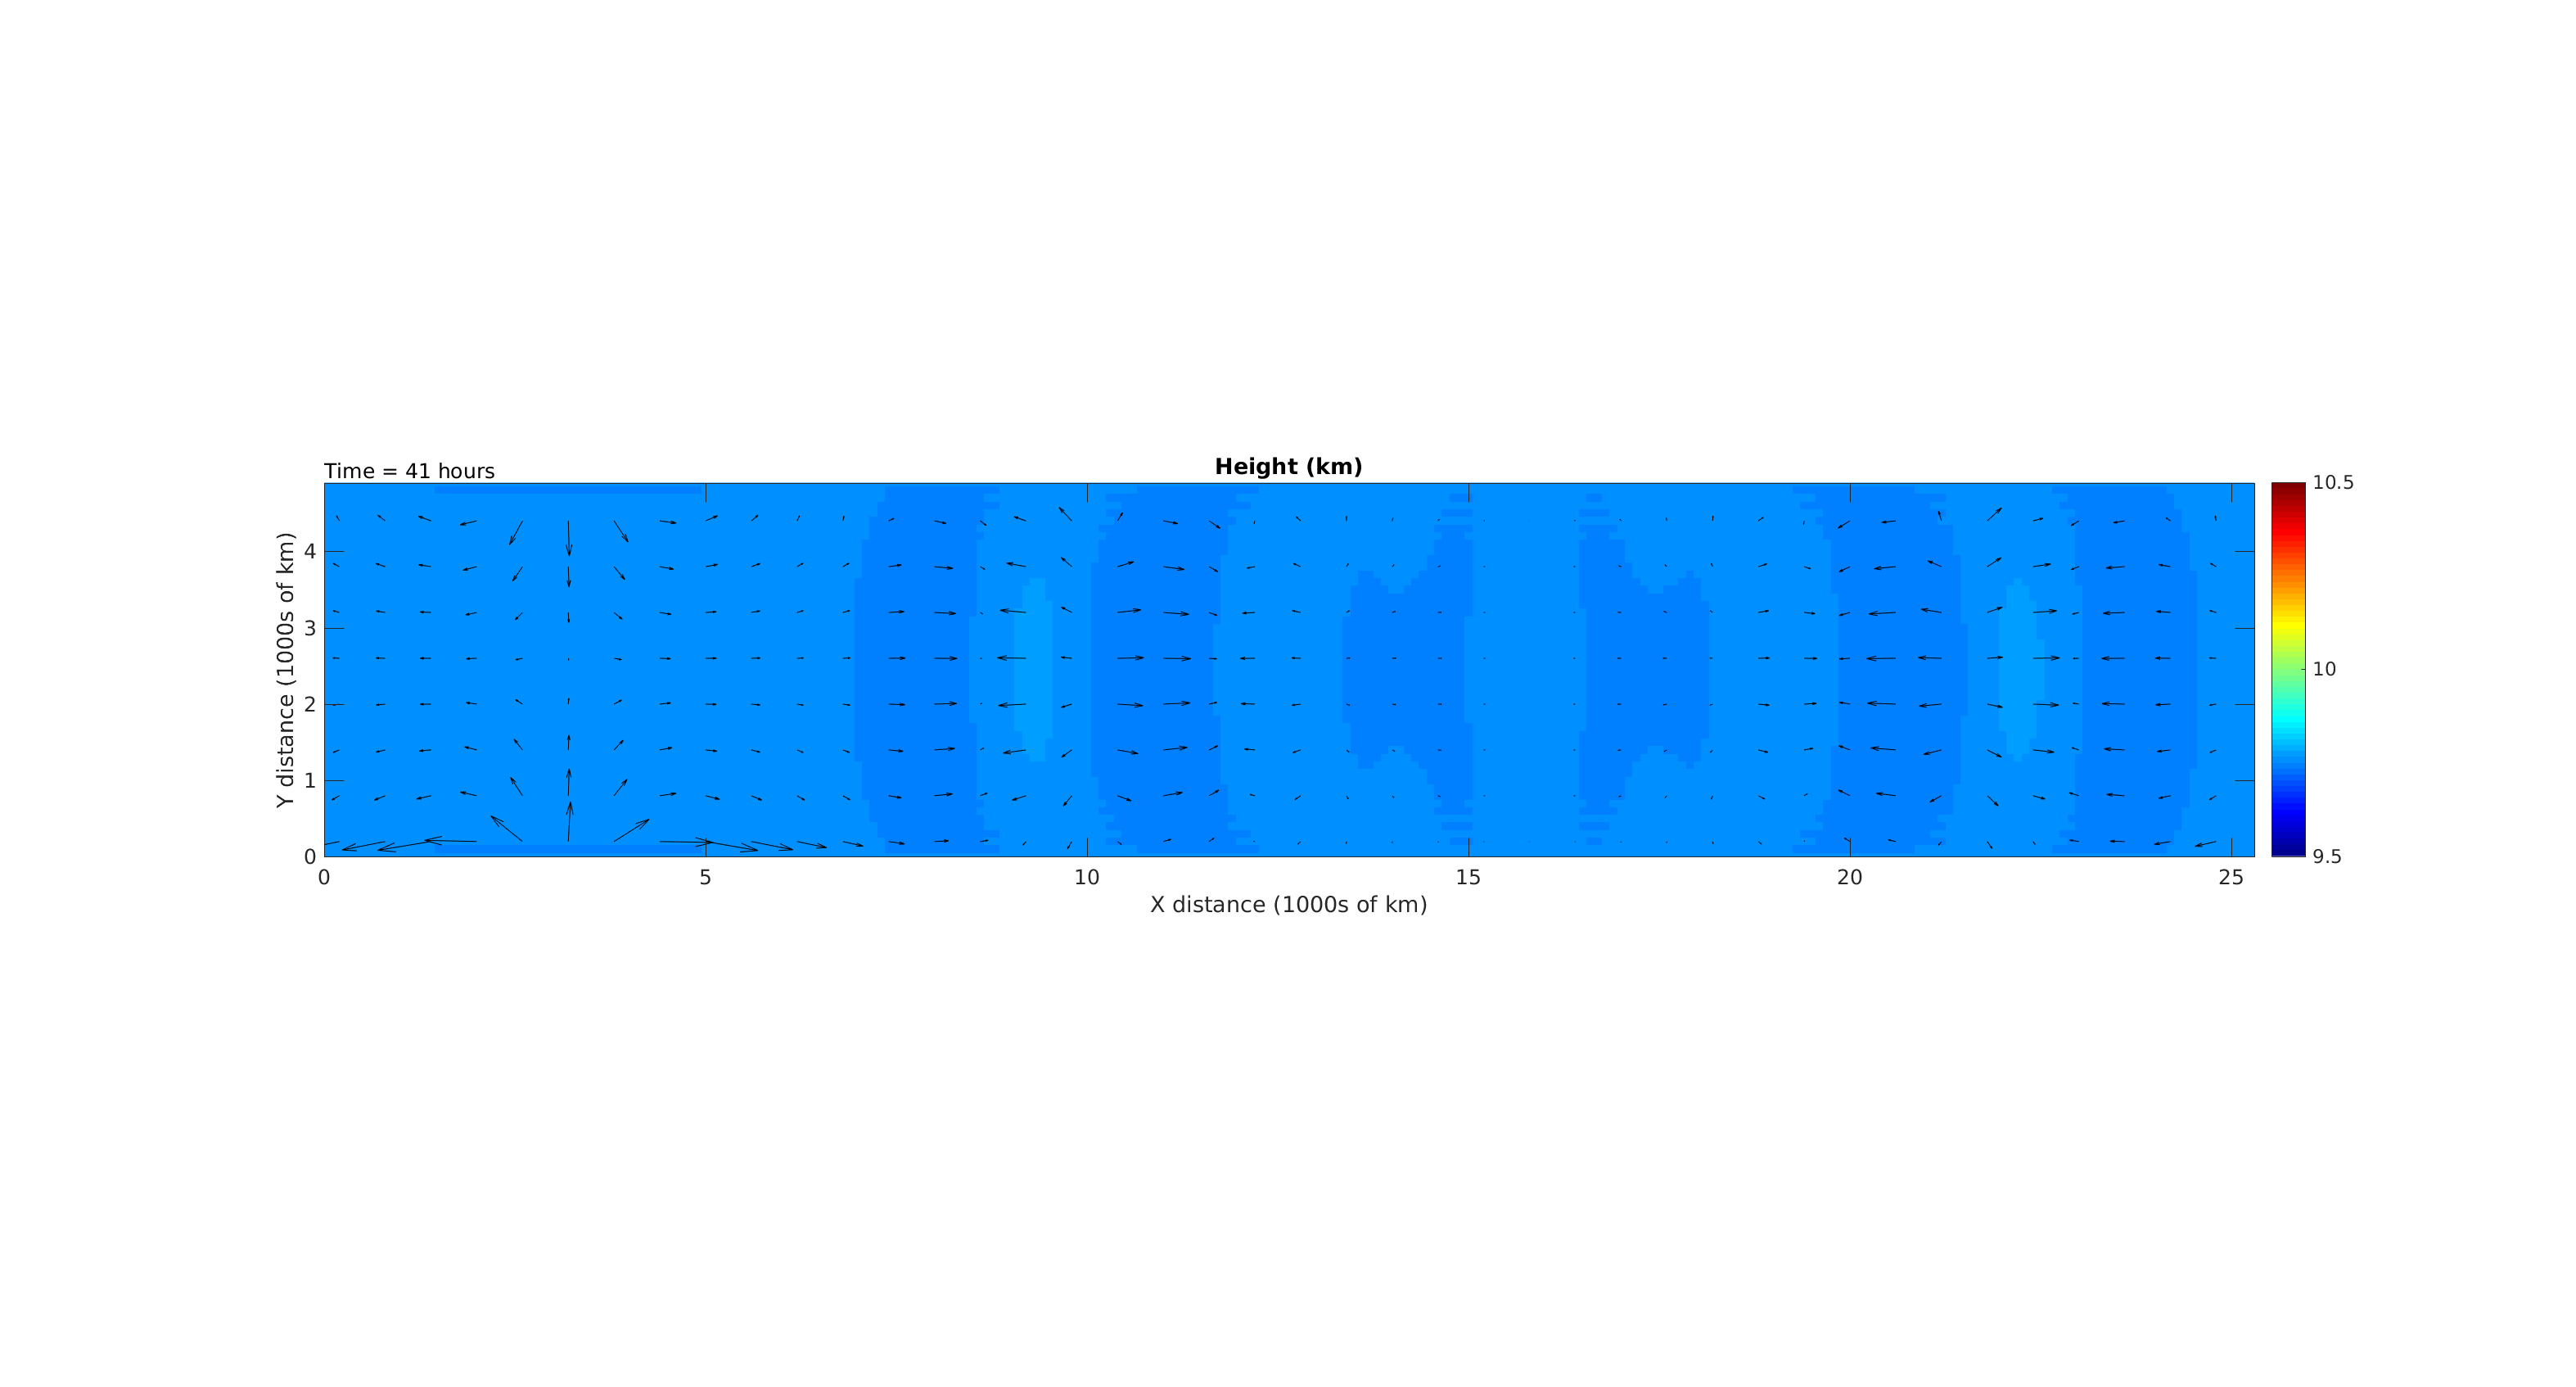 Time = 41 hours
Height (km)
Y distance (1000s of km)
4
3
2
1
0
0 5 10 15 20 25
X distance (1000s of km)
10.5
10
9.5